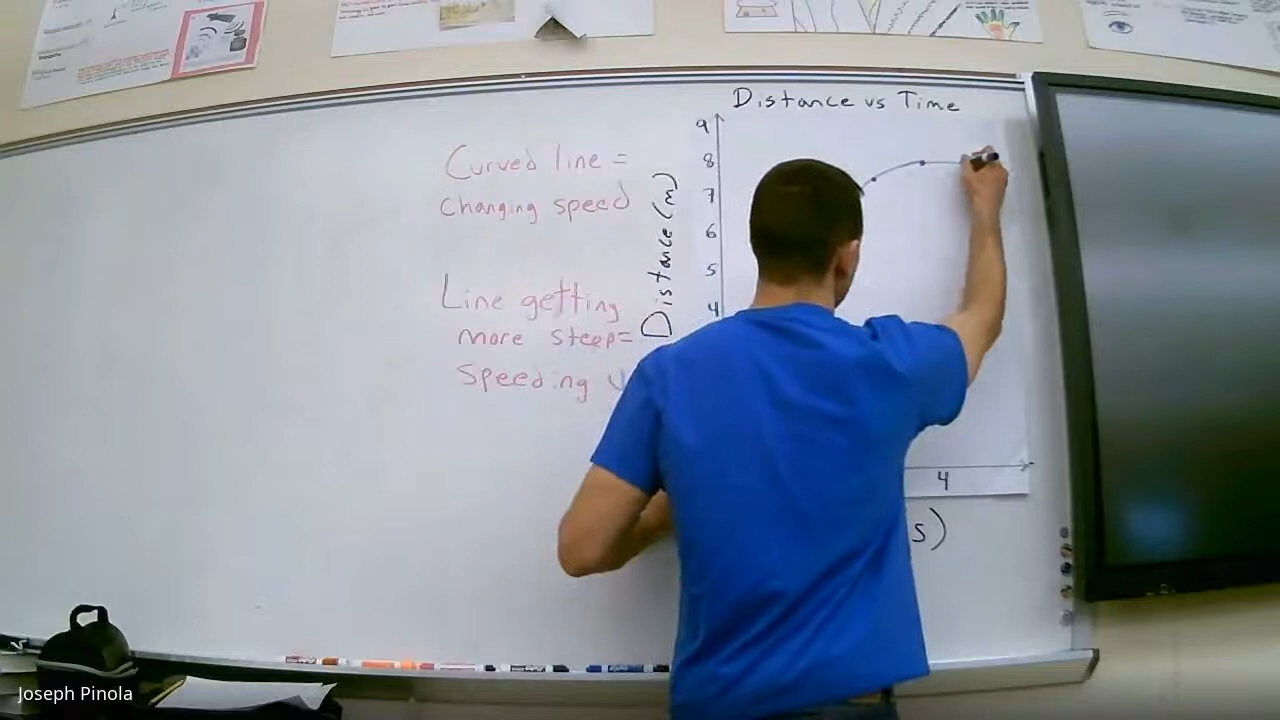 Distance vs Time
Curved line =
changing speed
Line getting
more steep=
speeding
Distance (m)
9
8
7
6
5
4
4
s)
Joseph Pinola